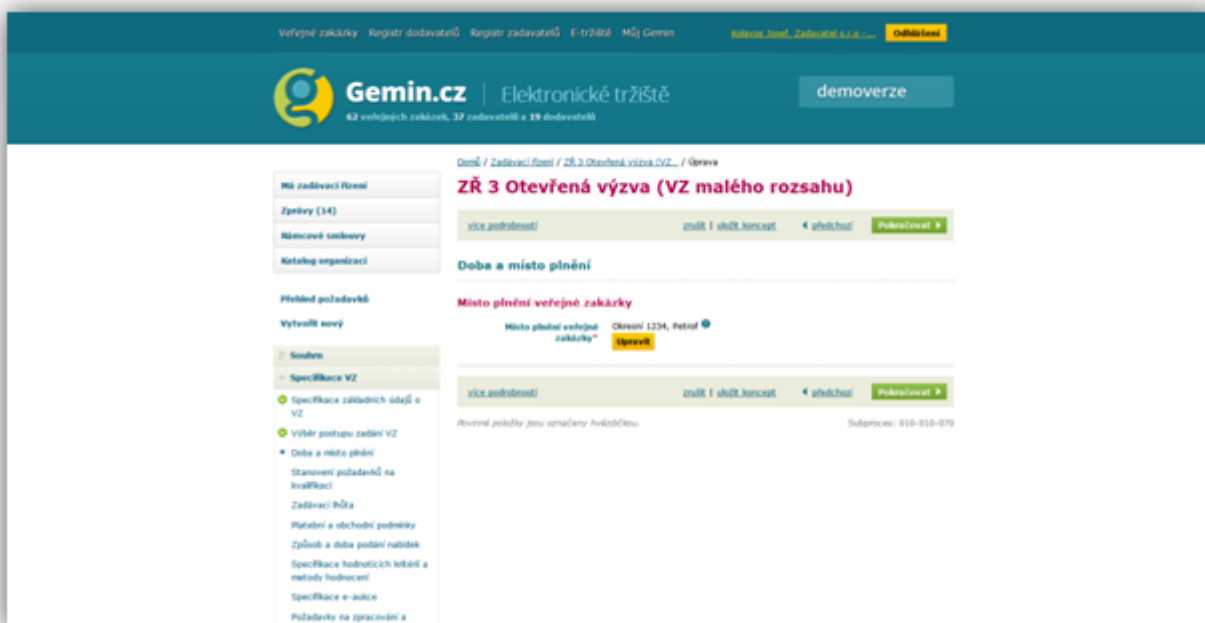 Veřejné zakázky Registr dodavatelů Registr zadavatelů E-tržiště Můj Gemin
Josef, Zadavatel s.r.o -... Odhlášení
Gemin.cz | Elektronické tržiště
demoverze
62 veřejných zakázek, 37 zadavatelů a 19 dodavatelů
Domů / Zadávací řízení / ZŘ 3 Otevřená výzva (VZ... / Úprava
ZŘ 3 Otevřená výzva (VZ malého rozsahu)
Má zadávací řízení
Zprávy (14)
Rámcové smlouvy
Katalog organizací
Přehled požadavků
Vytvořit nový
Souhrn
Specifikace VZ
Specifikace základních údajů o
VZ
Výběr postupu zadání VZ
Doba a místo plnění
Stanovení požadavků na
kvalifikaci
Zadávací lhůta
Platební a obchodní podmínky
Způsob a doba podání nabídek
Specifikace hodnotících kritérií a
metody hodnocení
Specifikace e-aukce
Požadavky na zpracování a
více podrobností zrušit | uložit koncept předchozí Pokračovat
Doba a místo plnění
Místo plnění veřejné zakázky
Místo plnění veřejné
zakázky*
Okresní 1234, Petrof
Upravit
více podrobností zrušit | uložit koncept předchozí Pokračovat
Povinné položky jsou označeny hvězdičkou. Subproces: 010-010-070